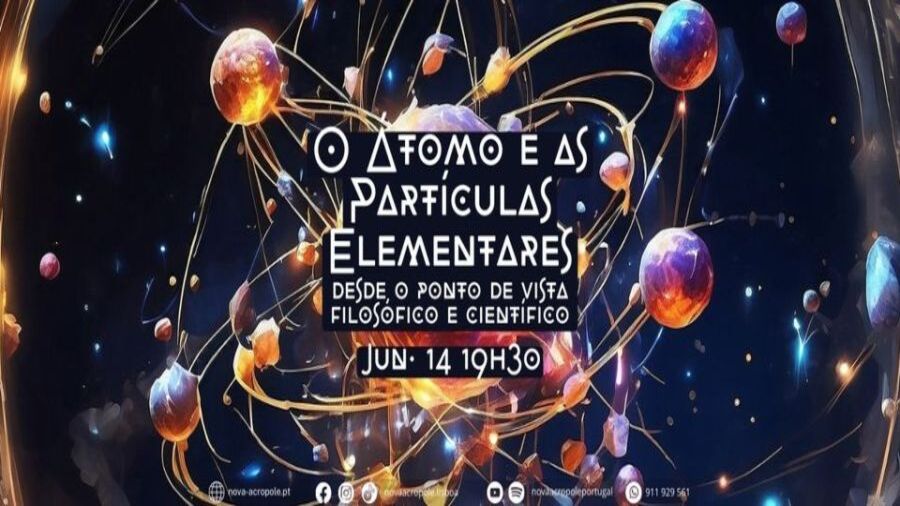 O Átomo e as
Partículas
Elementares
desde o ponto de vista
filosófico e científico
Jun. 14 19h30
nova-acropole.pt novaacropole.lisboa novaacropoleportugal 911 929 561